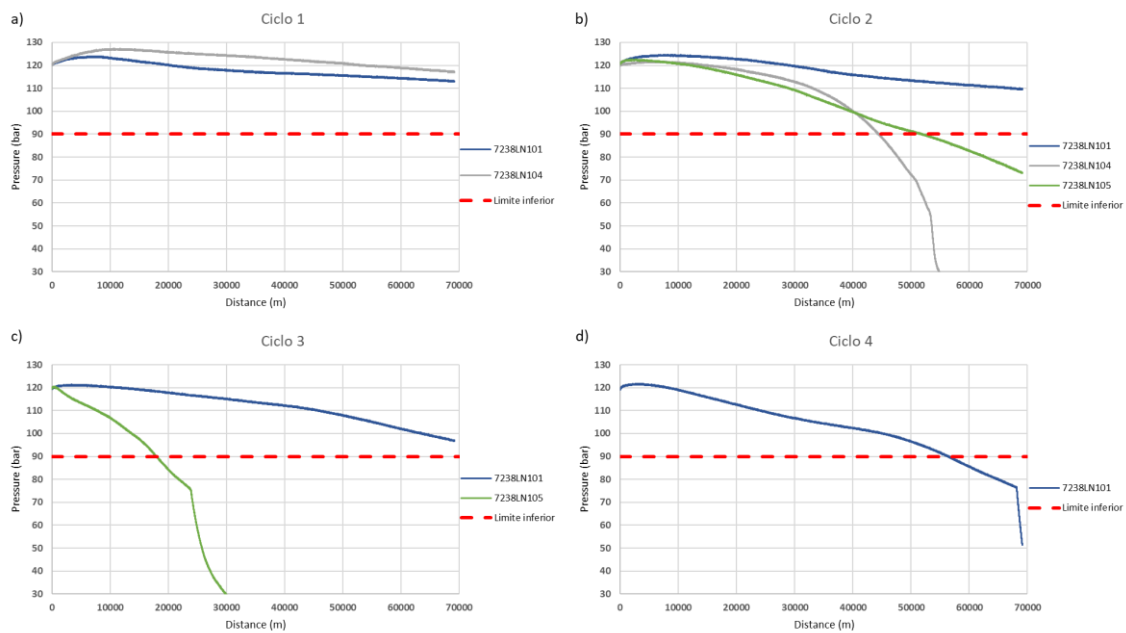 a)
Ciclo 1
130
120
110
100
90
80
70
60
50
40
30
Pressure (bar)
0 10000 20000 30000 40000 50000 60000 70000
Distance (m)
7238LN101
7238LN104
Limite inferior
b)
Ciclo 2
130
120
110
100
90
80
70
60
50
40
30
Pressure (bar)
0 10000 20000 30000 40000 50000 60000 70000
Distance (m)
7238LN101
7238LN104
7238LN105
Limite inferior
c)
Ciclo 3
130
120
110
100
90
80
70
60
50
40
30
Pressure (bar)
0 10000 20000 30000 40000 50000 60000 70000
Distance (m)
7238LN101
7238LN105
Limite inferior
d)
Ciclo 4
130
120
110
100
90
80
70
60
50
40
30
Pressure (bar)
0 10000 20000 30000 40000 50000 60000 70000
Distance (m)
7238LN101
Limite inferior